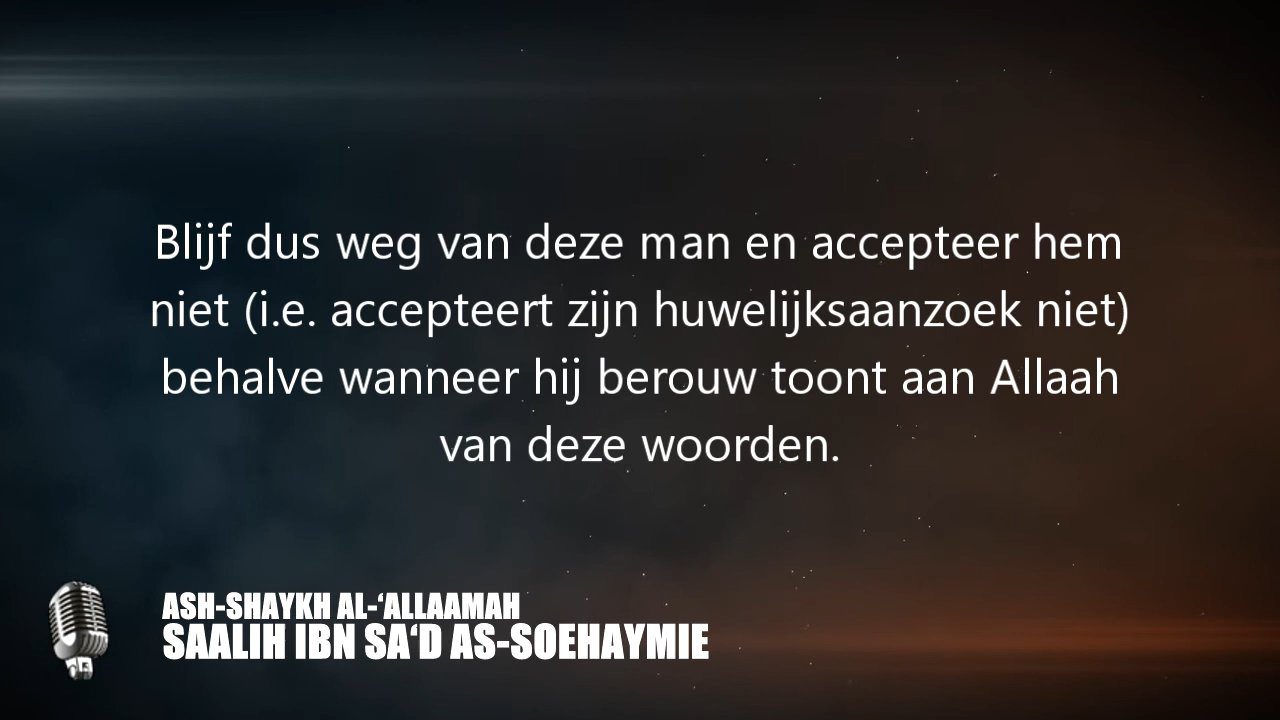 Blijf dus weg van deze man en accepteer hem
niet (i.e. accepteert zijn huwelijksaanzoek niet)
behalve wanneer hij berouw toont aan Allaah
van deze woorden.
ASH-SHAYKH AL-‘ALLAAMAH
SAALIH IBN SA‘D AS-SOEHAYMIE